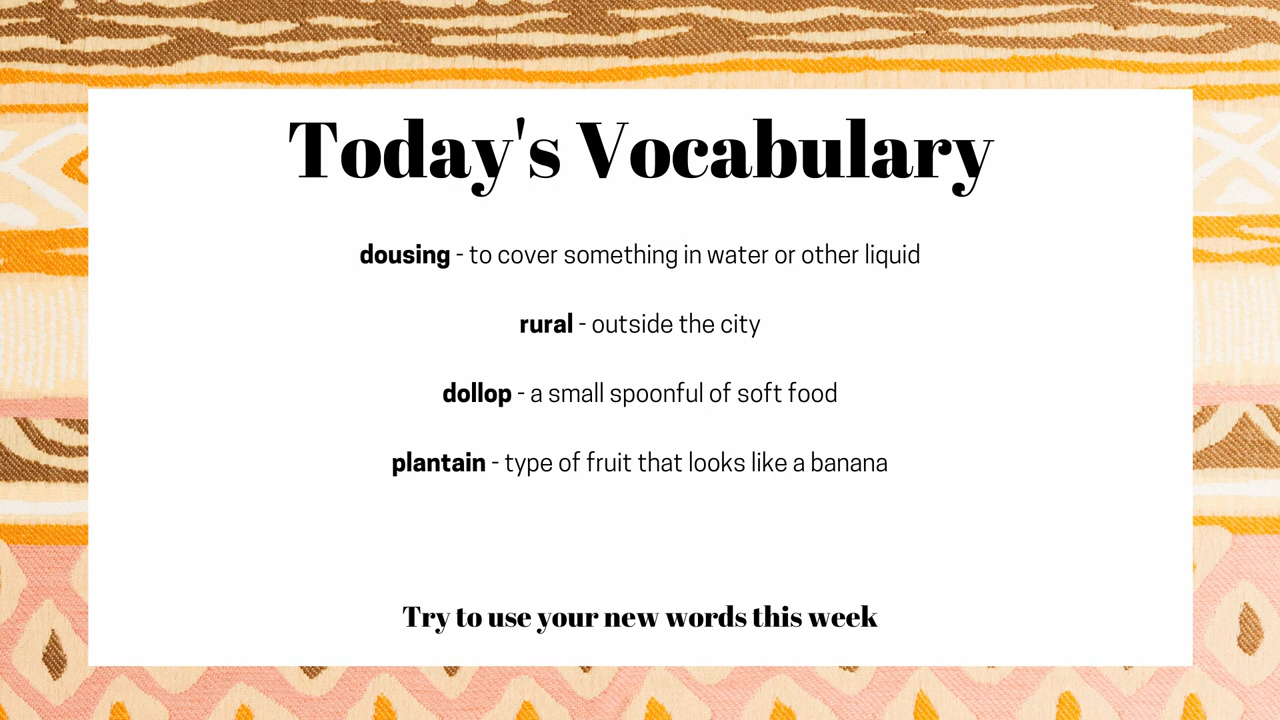 Today's Vocabulary
dousing - to cover something in water or other liquid
rural - outside the city
dollop - a small spoonful of soft food
plantain - type of fruit that looks like a banana
Try to use your new words this week